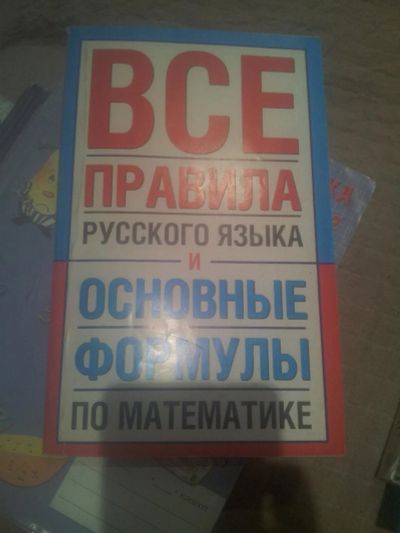 ВСЕ
ПРАВИЛА
РУССКОГО ЯЗЫКА
И
ОСНОВНЫЕ
ФОРМУЛЫ
ПО МАТЕМАТИКЕ